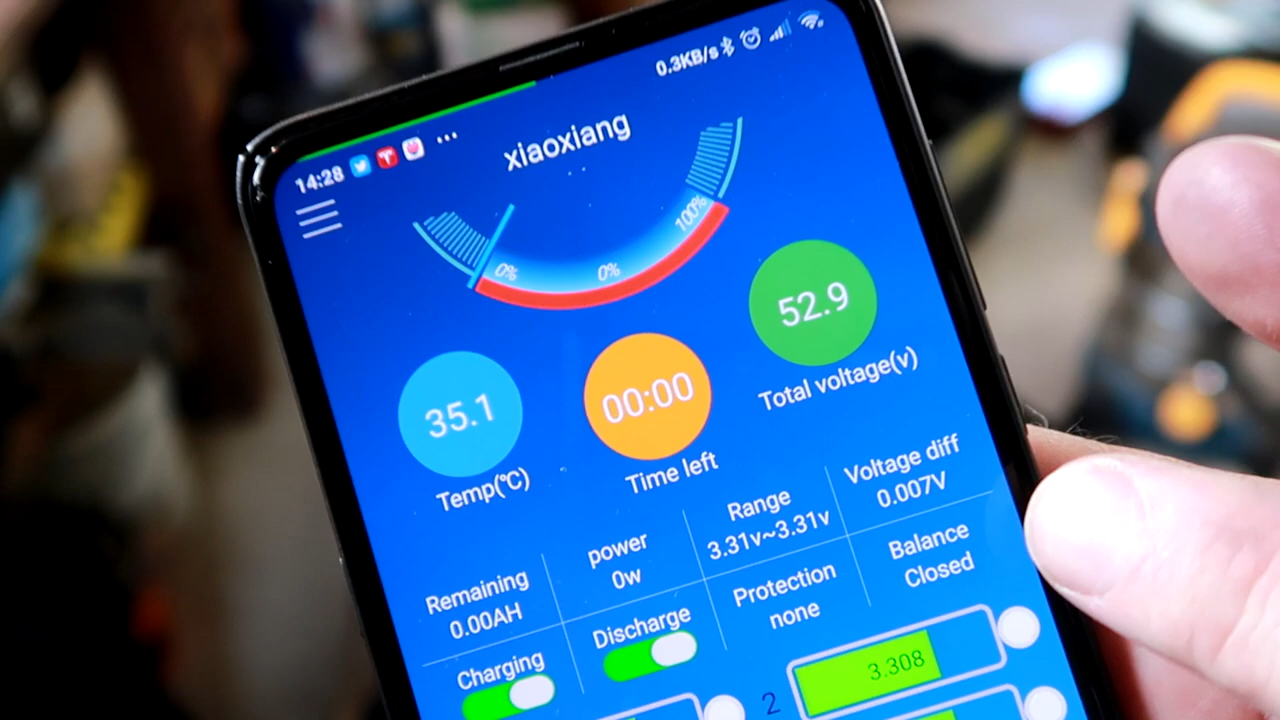 14:28 ... 0.3KB/s
xiaoxiang
0% 0% 100%
35.1
Temp(℃)
00:00
Time left
52.9
Total voltage(v)
Remaining
0.00AH
power
0w
Range
3.31v~3.31v
Voltage diff
0.007V
Charging
Discharge
Protection
none
Balance
Closed
2 3.308